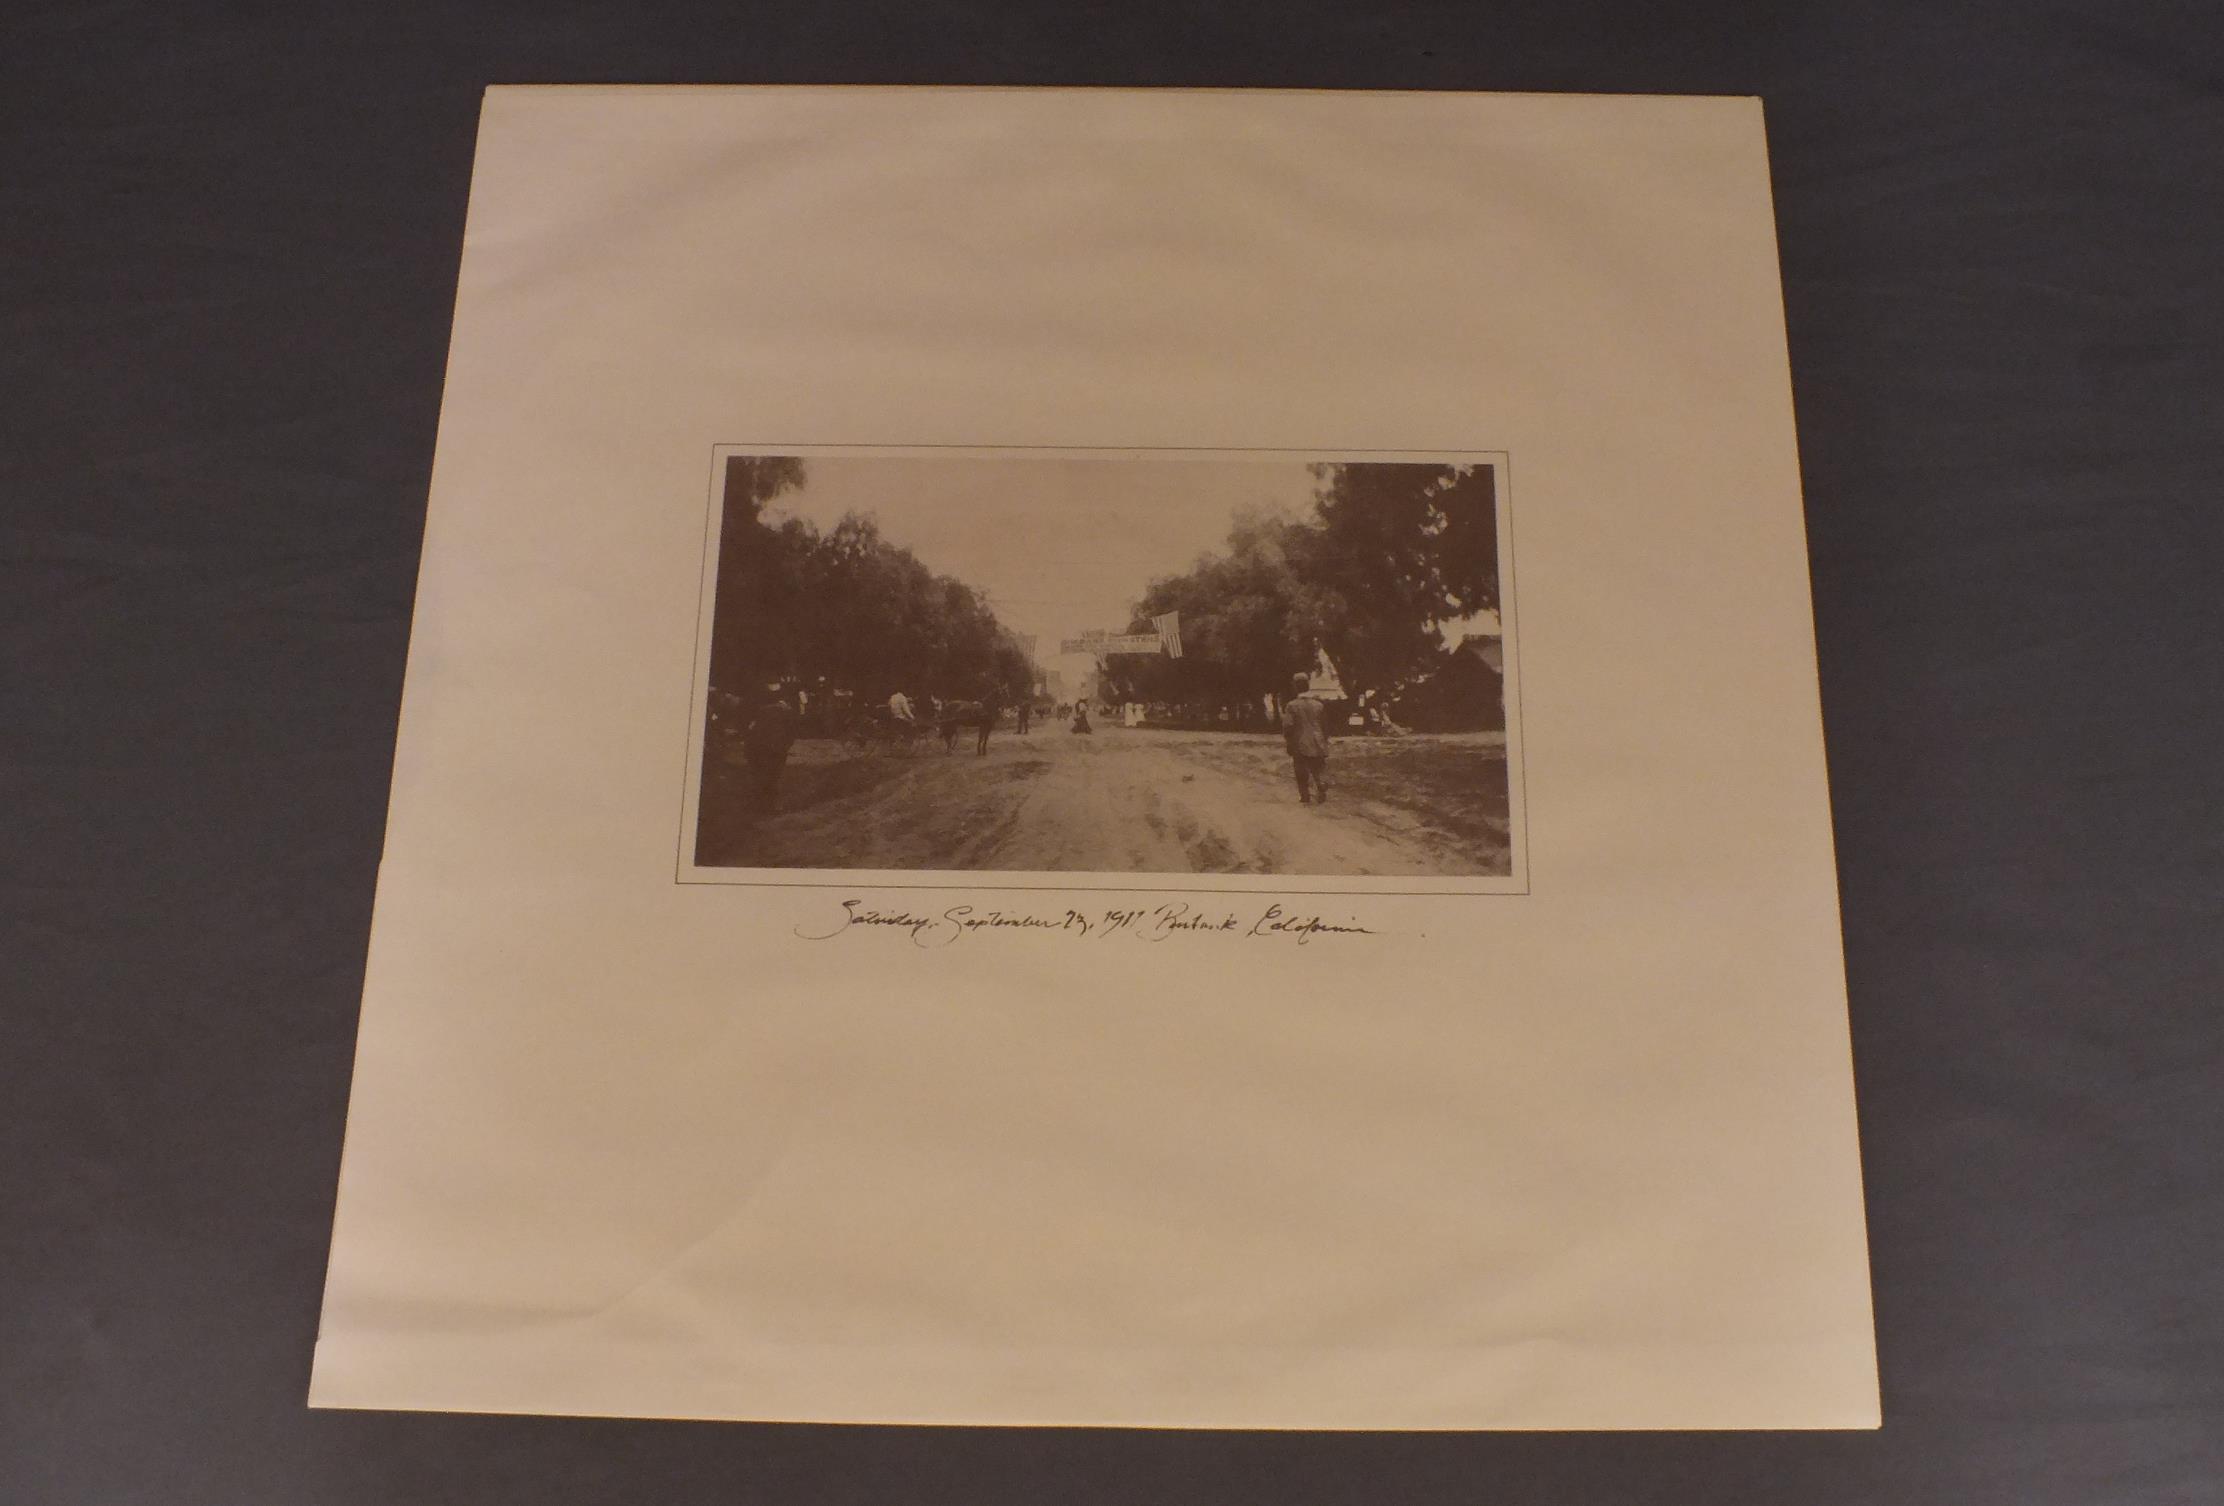 Saturday, September 23, 1911 Burbank, California